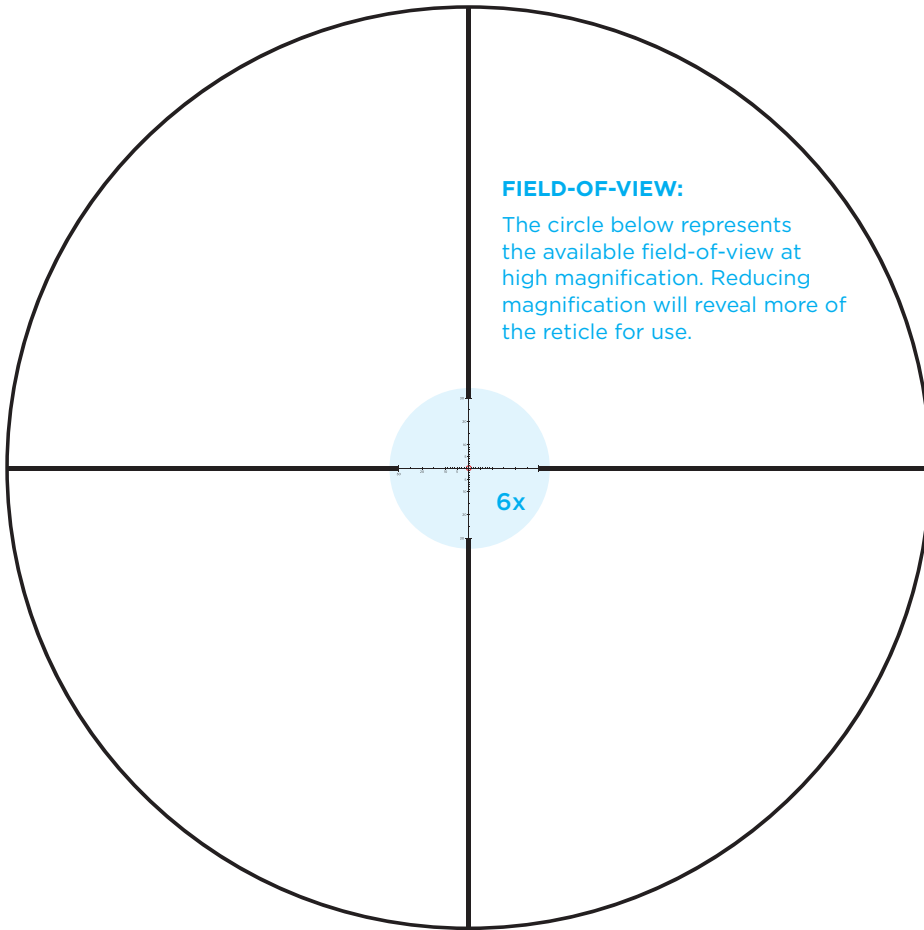 FIELD-OF-VIEW:
The circle below represents
the available field-of-view at
high magnification. Reducing
magnification will reveal more of
the reticle for use.
6x